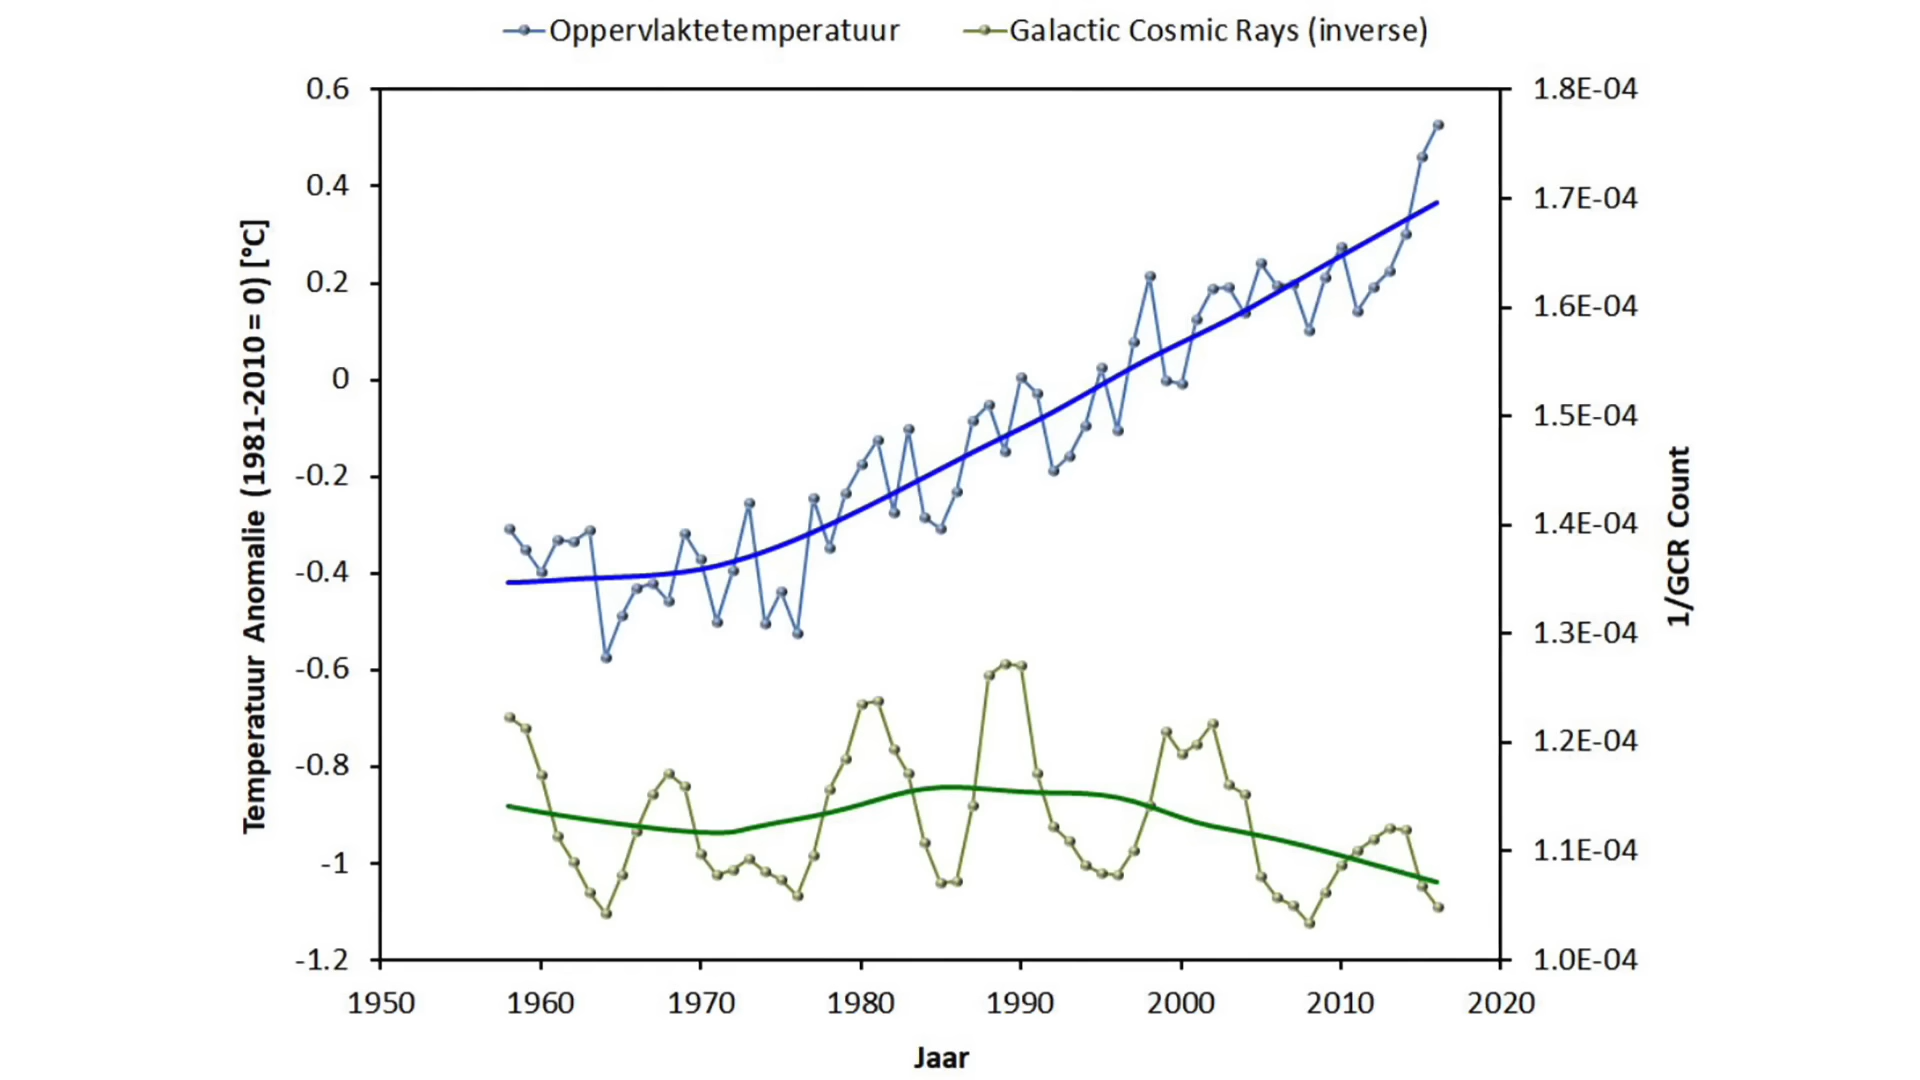 Oppervlaktetemperatuur Galactic Cosmic Rays (inverse)
0.6
0.4
0.2
0
-0.2
-0.4
-0.6
-0.8
-1
-1.2
Temperatuur Anomalie (1981-2010 = 0) [°C]
1.8E-04
1.7E-04
1.6E-04
1.5E-04
1.4E-04
1.3E-04
1.2E-04
1.1E-04
1.0E-04
1/GCR Count
1950 1960 1970 1980 1990 2000 2010 2020
Jaar